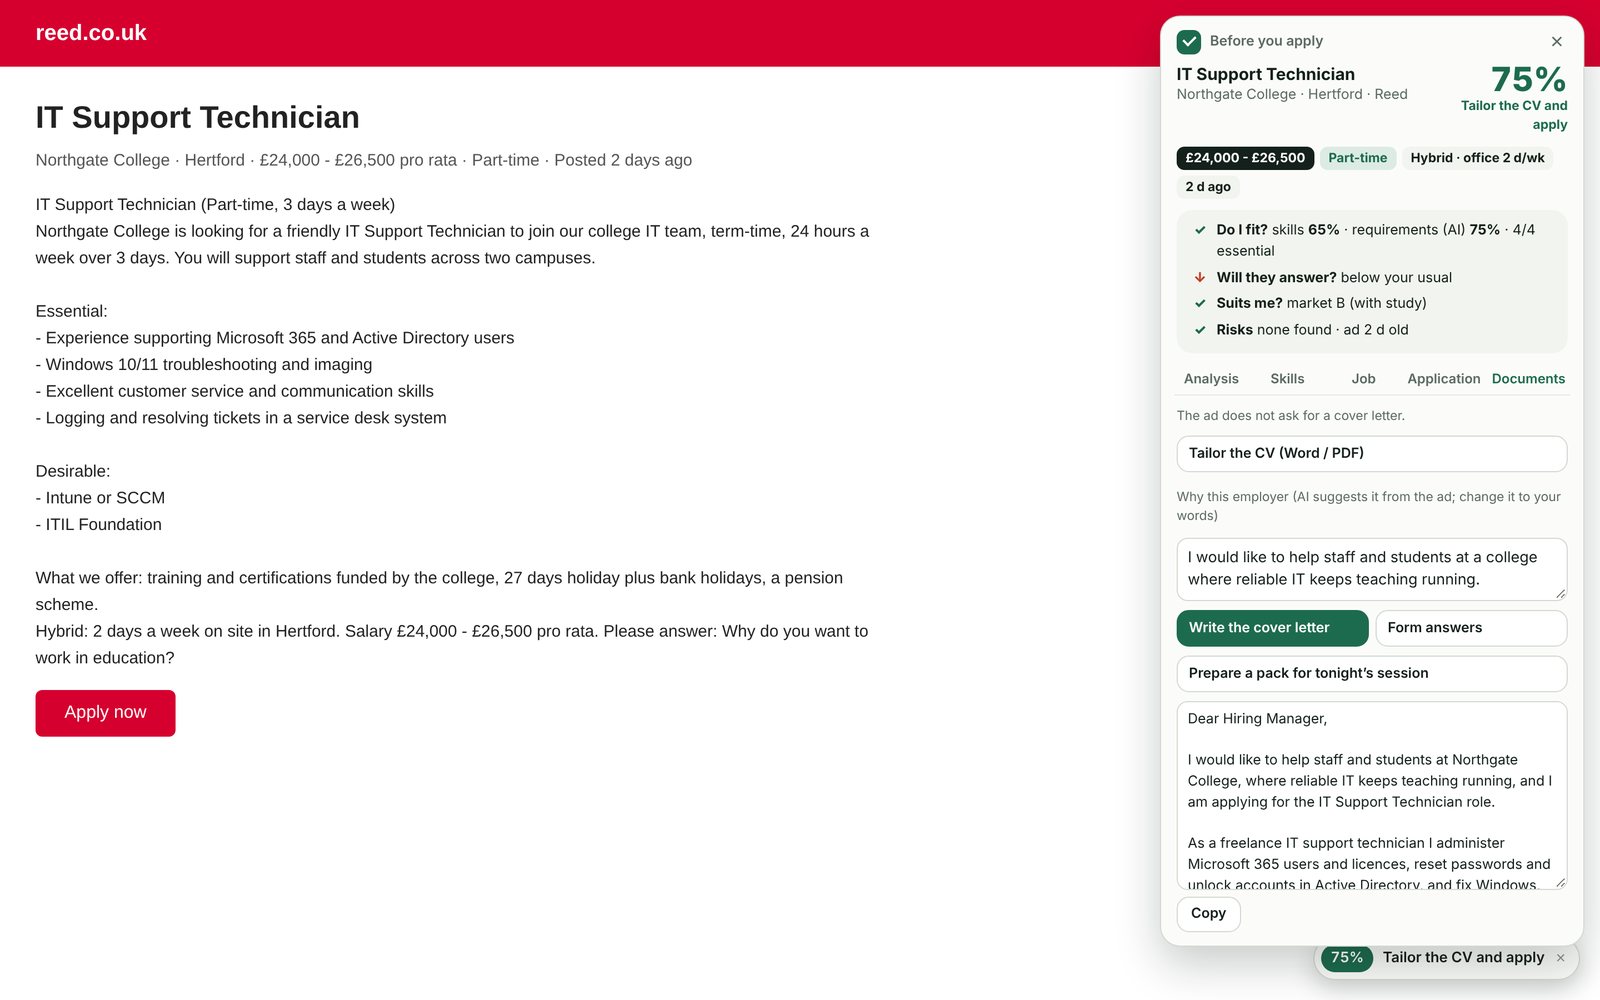 reed.co.uk
IT Support Technician
Northgate College · Hertford · £24,000 - £26,500 pro rata · Part-time · Posted 2 days ago
IT Support Technician (Part-time, 3 days a week)
Northgate College is looking for a friendly IT Support Technician to join our college IT team, term-time, 24 hours a
week over 3 days. You will support staff and students across two campuses.
Essential:
- Experience supporting Microsoft 365 and Active Directory users
- Windows 10/11 troubleshooting and imaging
- Excellent customer service and communication skills
- Logging and resolving tickets in a service desk system
Desirable:
- Intune or SCCM
- ITIL Foundation
What we offer: training and certifications funded by the college, 27 days holiday plus bank holidays, a pension
scheme.
Hybrid: 2 days a week on site in Hertford. Salary £24,000 - £26,500 pro rata. Please answer: Why do you want to
work in education?
Apply now
Before you apply
IT Support Technician
Northgate College · Hertford · Reed
75%
Tailor the CV and
apply
£24,000 - £26,500
Part-time
Hybrid · office 2 d/wk
2 d ago
Do I fit? skills 65% · requirements (AI) 75% · 4/4
essential
Will they answer? below your usual
Suits me? market B (with study)
Risks none found · ad 2 d old
Analysis
Skills
Job
Application
Documents
The ad does not ask for a cover letter.
Tailor the CV (Word / PDF)
Why this employer (AI suggests it from the ad; change it to your
words)
I would like to help staff and students at a college
where reliable IT keeps teaching running.
Write the cover letter
Form answers
Prepare a pack for tonight’s session
Dear Hiring Manager,
I would like to help staff and students at Northgate
College, where reliable IT keeps teaching running, and I
am applying for the IT Support Technician role.
As a freelance IT support technician I administer
Microsoft 365 users and licences, reset passwords and
unlock accounts in Active Directory, and fix Windows,
Copy
75%
Tailor the CV and apply